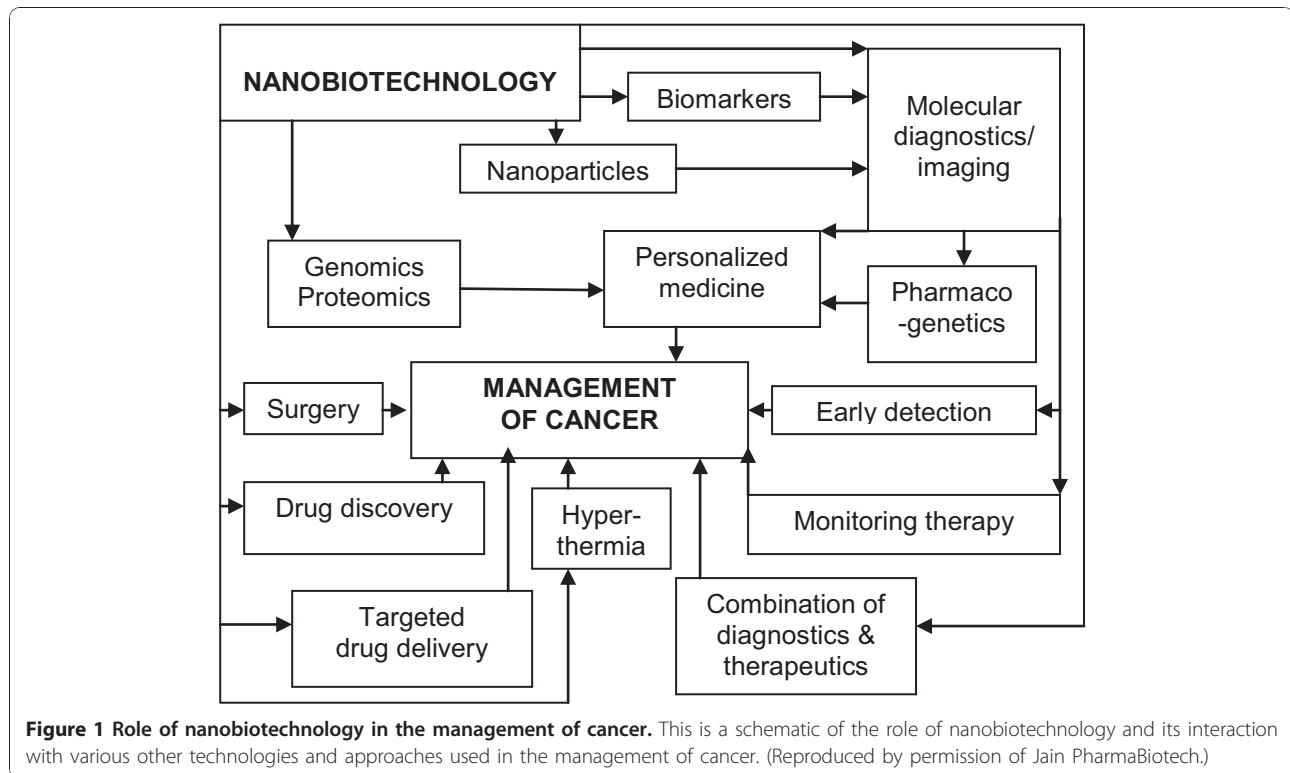 NANOBIOTECHNOLOGY
Biomarkers
Molecular
diagnostics/
imaging
Nanoparticles
Genomics
Proteomics
Personalized
medicine
Pharmaco
-genetics
MANAGEMENT
OF CANCER
Surgery
Early detection
Drug discovery
Hyper-
thermia
Monitoring therapy
Targeted
drug delivery
Combination of
diagnostics &
therapeutics
Figure 1 Role of nanobiotechnology in the management of cancer. This is a schematic of the role of nanobiotechnology and its interaction
with various other technologies and approaches used in the management of cancer. (Reproduced by permission of Jain PharmaBiotech.)